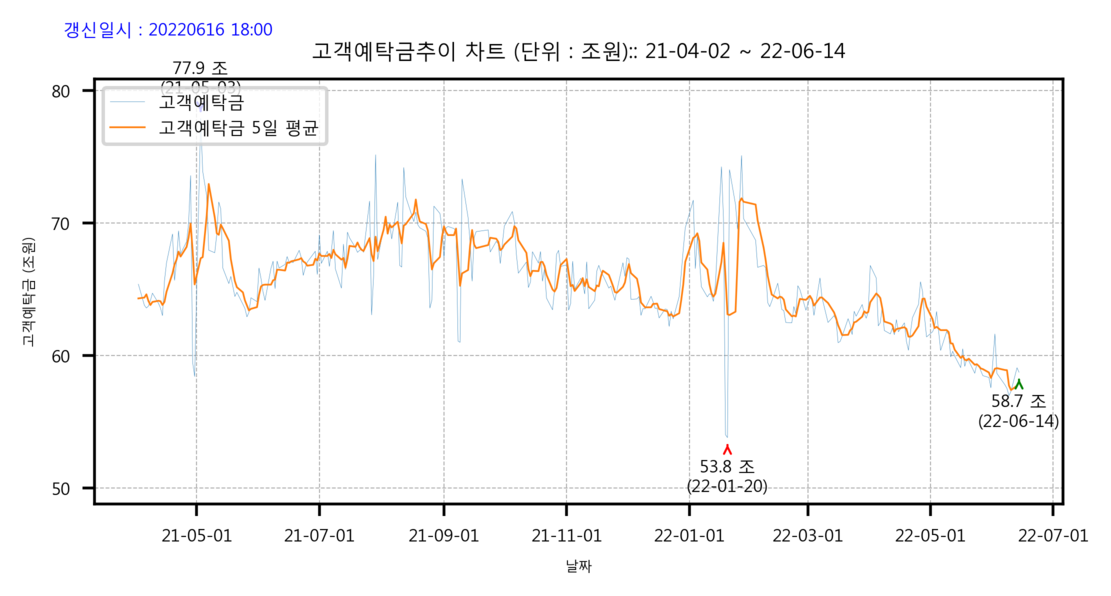 갱신일시 : 20220616 18:00
고객예탁금추이 차트 (단위 : 조원):: 21-04-02 ~ 22-06-14
77.9 조
(21-05-03)
고객예탁금
고객예탁금 5일 평균
고객예탁금 (조원)
80
70
60
50
58.7 조
(22-06-14)
53.8 조
(22-01-20)
21-05-01 21-07-01 21-09-01 21-11-01 22-01-01 22-03-01 22-05-01 22-07-01
날짜